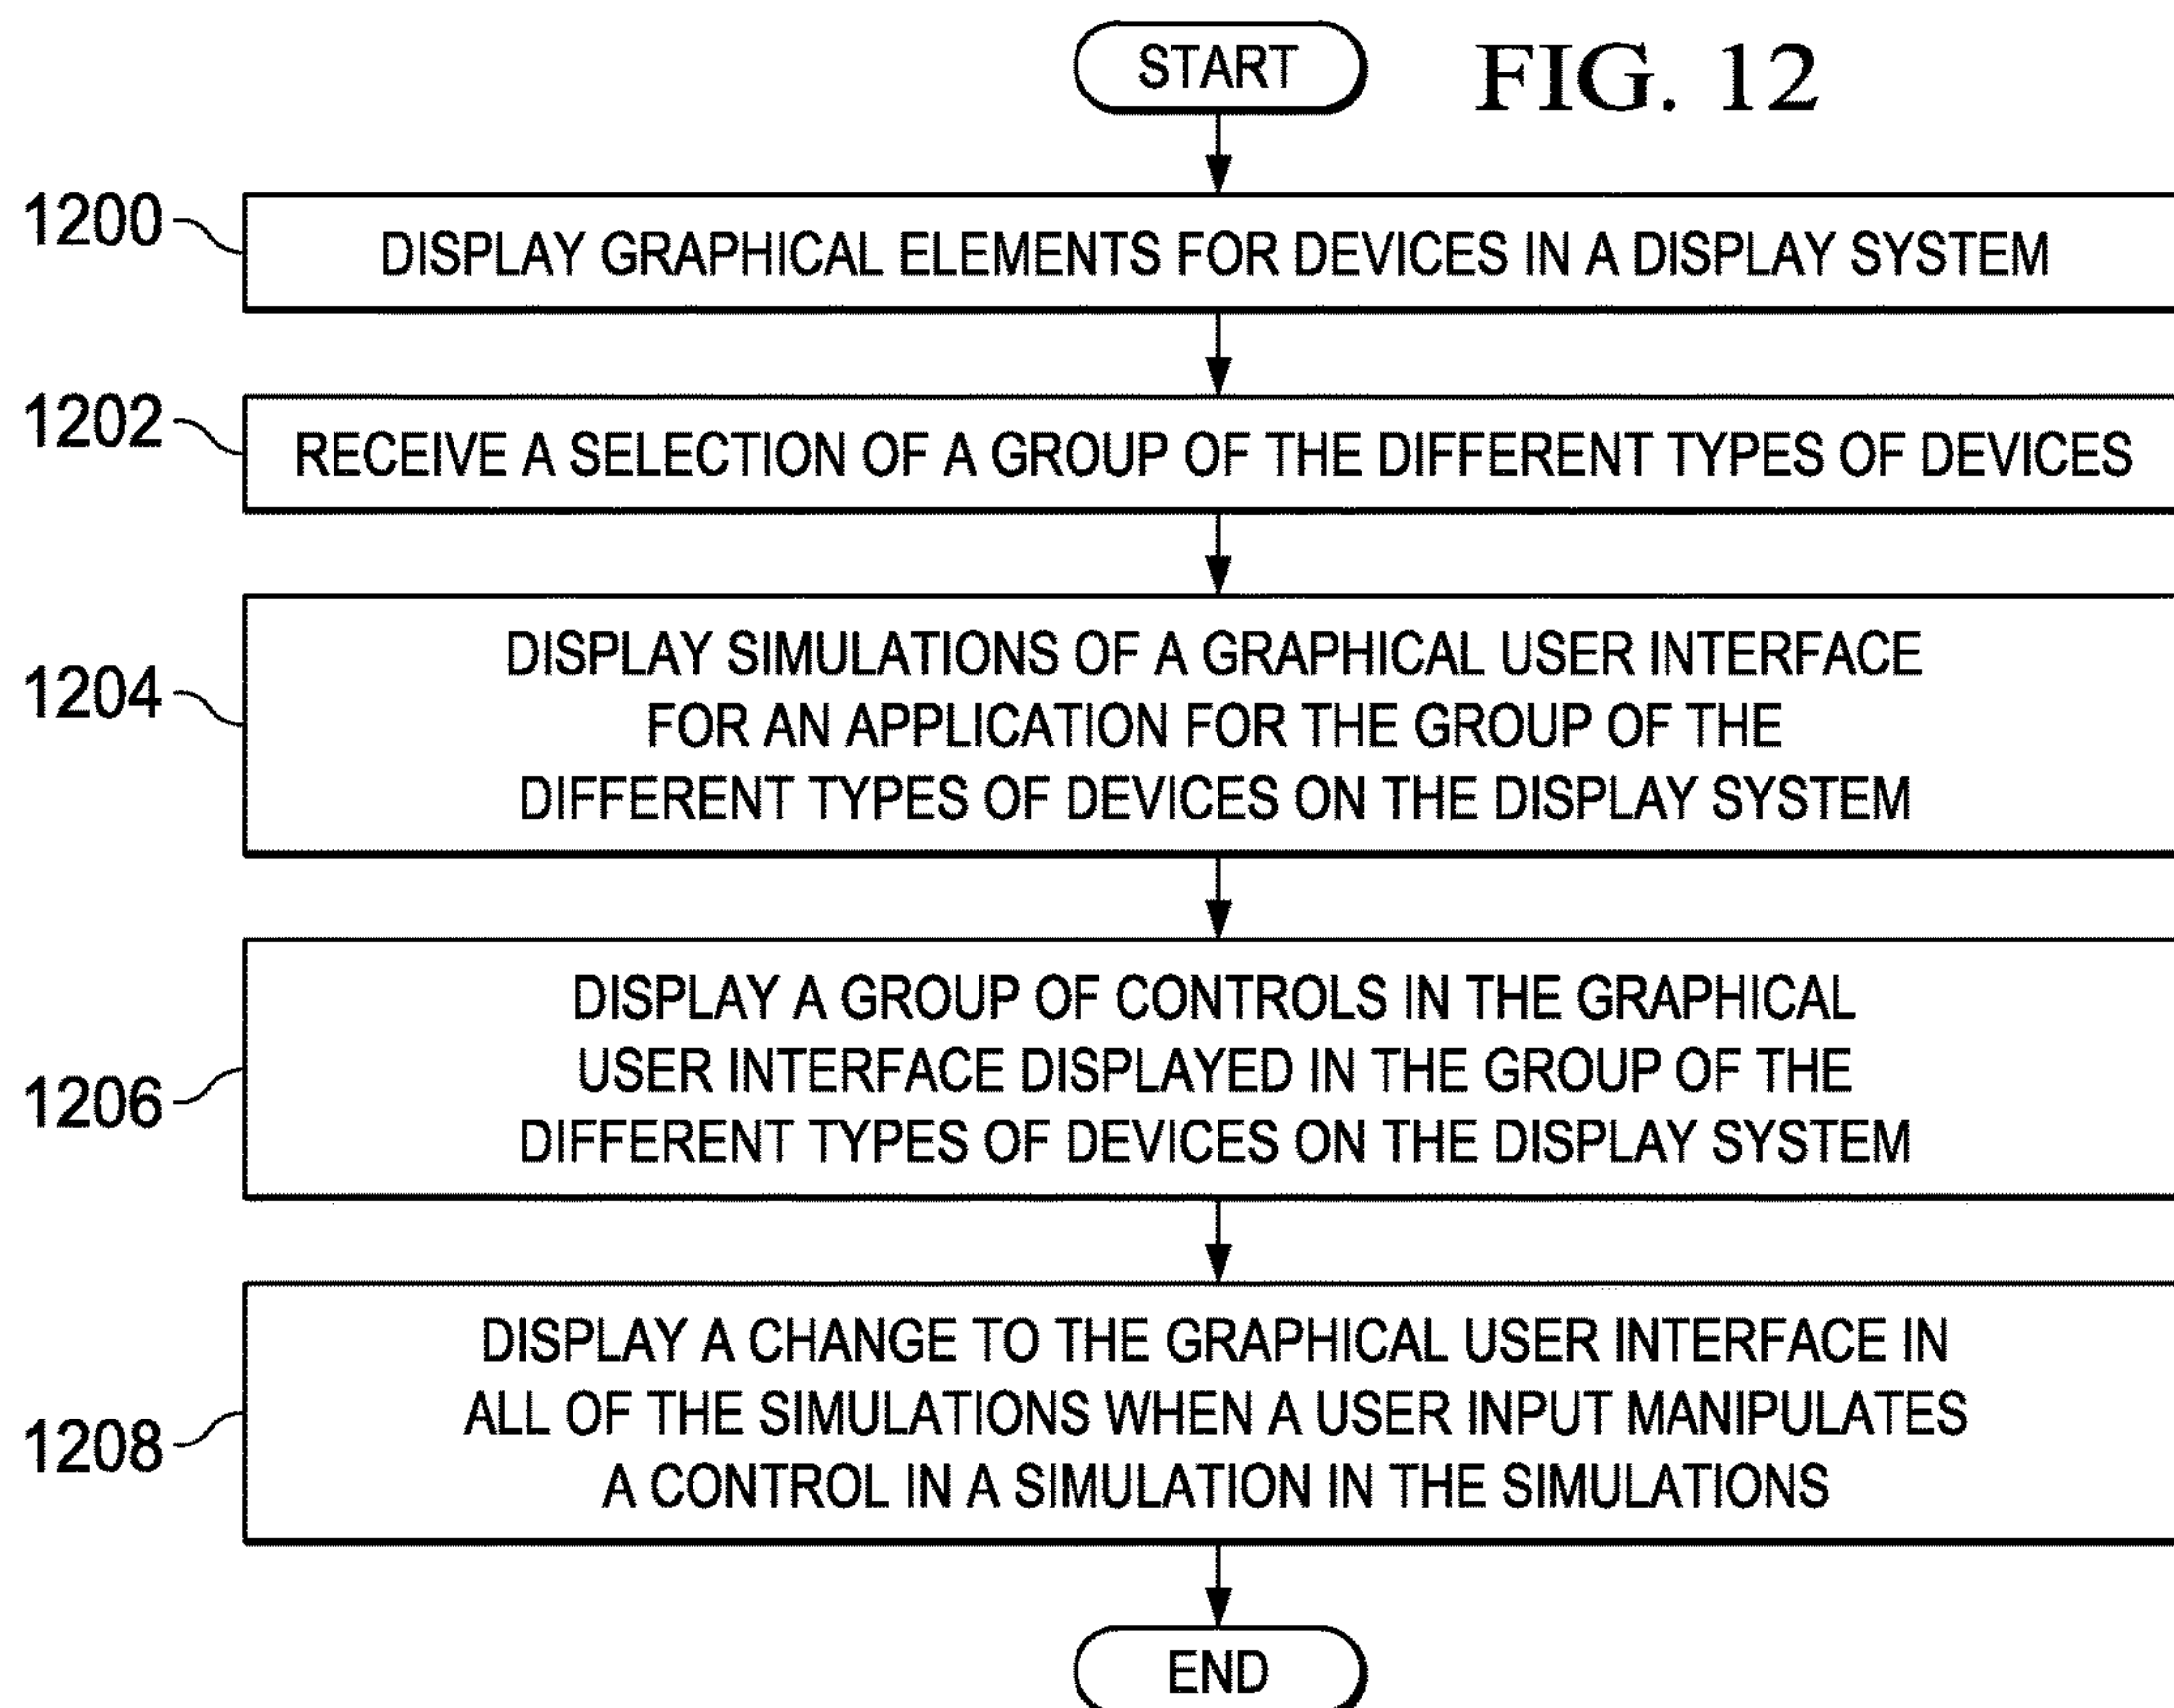 START
FIG. 12
1200
DISPLAY GRAPHICAL ELEMENTS FOR DEVICES IN A DISPLAY SYSTEM
1202
RECEIVE A SELECTION OF A GROUP OF THE DIFFERENT TYPES OF DEVICES
1204
DISPLAY SIMULATIONS OF A GRAPHICAL USER INTERFACE
FOR AN APPLICATION FOR THE GROUP OF THE
DIFFERENT TYPES OF DEVICES ON THE DISPLAY SYSTEM
1206
DISPLAY A GROUP OF CONTROLS IN THE GRAPHICAL
USER INTERFACE DISPLAYED IN THE GROUP OF THE
DIFFERENT TYPES OF DEVICES ON THE DISPLAY SYSTEM
1208
DISPLAY A CHANGE TO THE GRAPHICAL USER INTERFACE IN
ALL OF THE SIMULATIONS WHEN A USER INPUT MANIPULATES
A CONTROL IN A SIMULATION IN THE SIMULATIONS
END